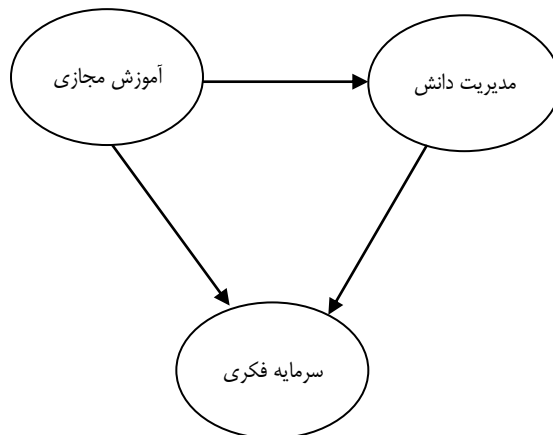 آموزش مجازی
مدیریت دانش
سرمایه فکری